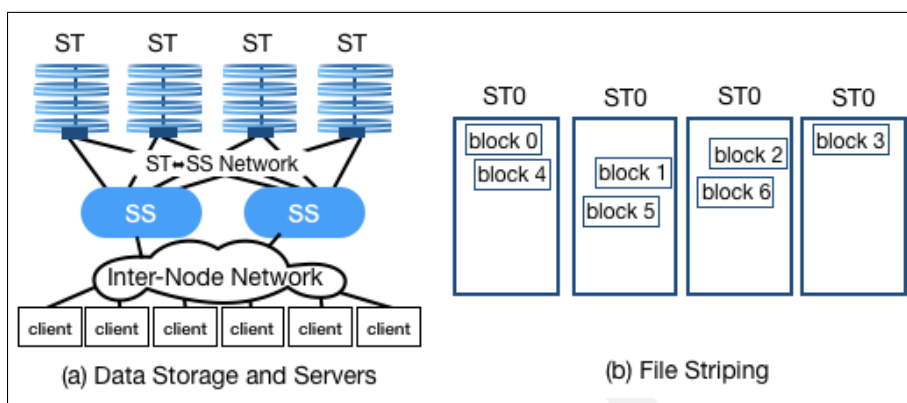 ST ST ST ST
ST↔SS Network
SS SS
Inter-Node Network
client client client client client client
(a) Data Storage and Servers
ST0 ST0 ST0 ST0
block 0 block 2 block 3
block 4 block 1
block 5 block 6
(b) File Striping